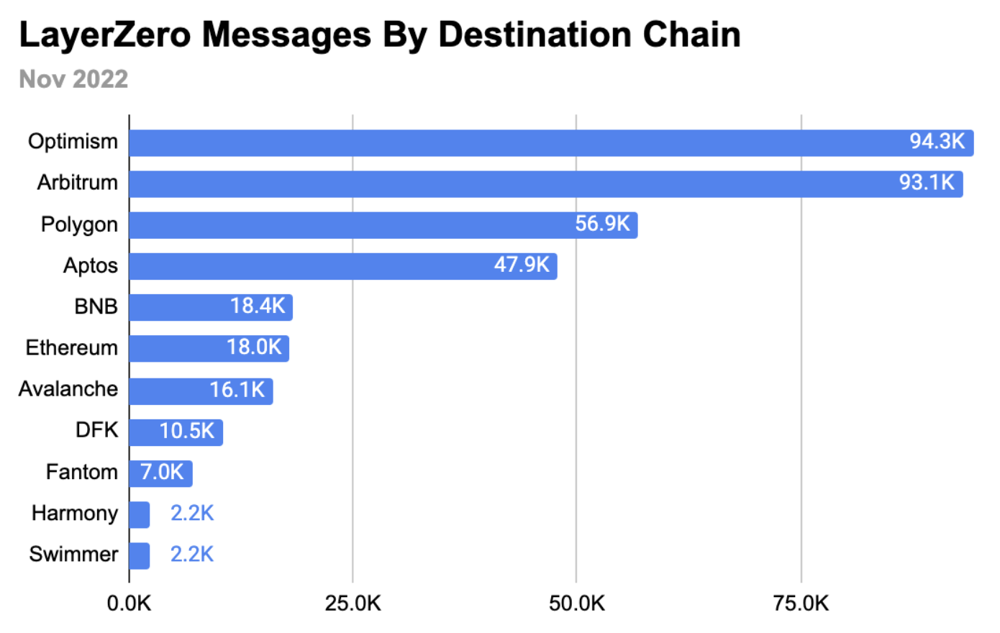 LayerZero Messages By Destination Chain
Nov 2022
Optimism 94.3K
Arbitrum 93.1K
Polygon 56.9K
Aptos 47.9K
BNB 18.4K
Ethereum 18.0K
Avalanche 16.1K
DFK 10.5K
Fantom 7.0K
Harmony 2.2K
Swimmer 2.2K
0.0K 25.0K 50.0K 75.0K